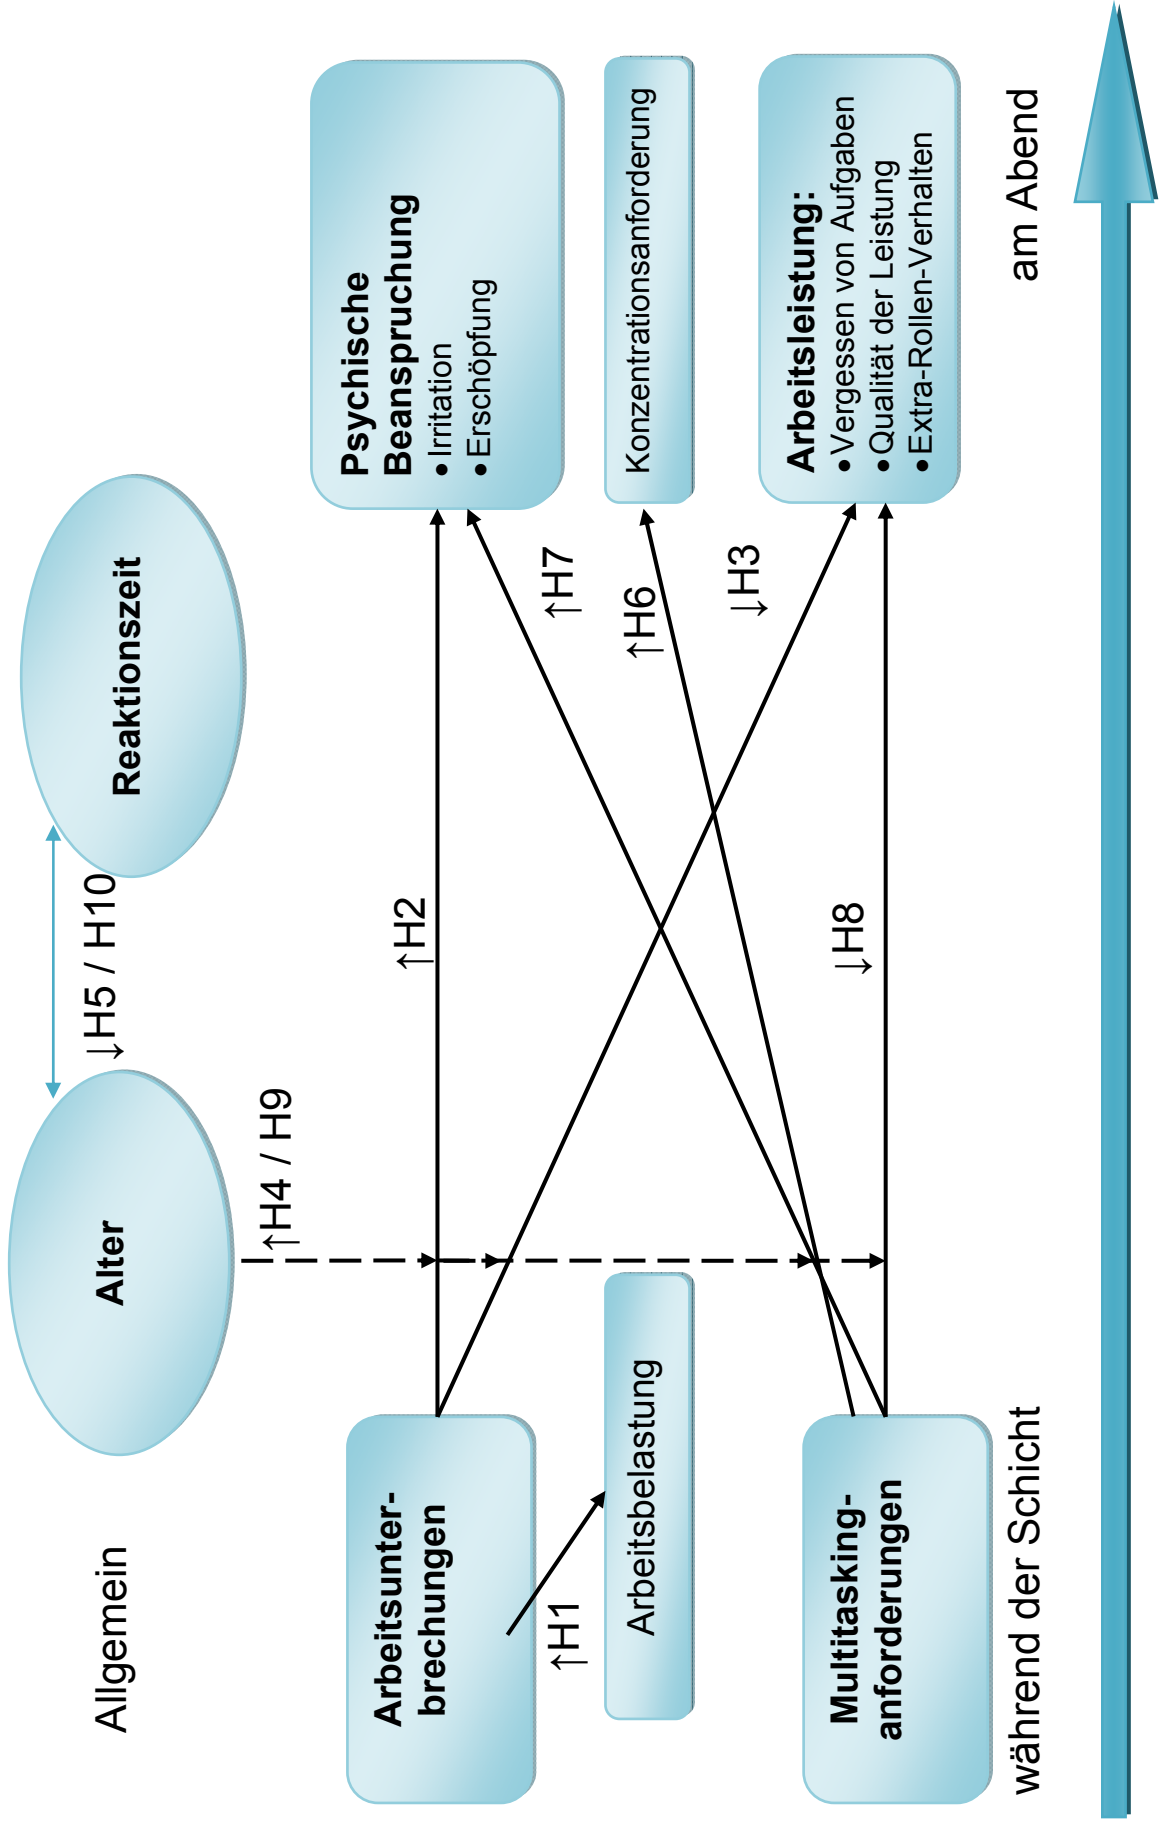 Allgemein
Alter
Reaktionszeit
↓H5 / H10
↑H4 / H9
Arbeitsunter-
brechungen
↑H1
Arbeitsbelastung
Multitasking-
anforderungen
während der Schicht
↑H2
↑H7
↑H6
↓H3
↓H8
Psychische
Beanspruchung
• Irritation
• Erschöpfung
Konzentrationsanforderung
Arbeitsleistung:
• Vergessen von Aufgaben
• Qualität der Leistung
• Extra-Rollen-Verhalten
am Abend